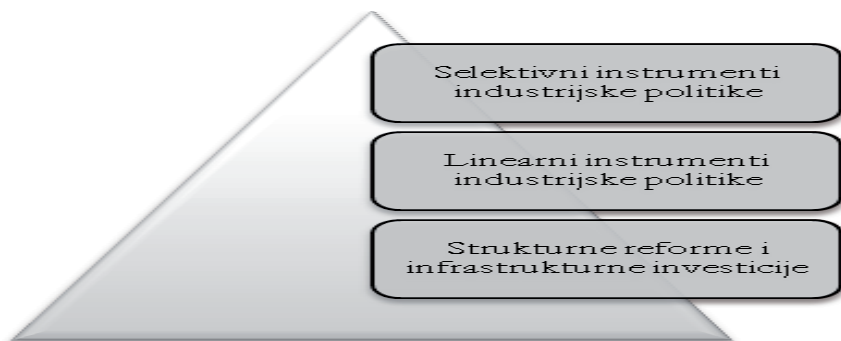 Selektivni instrumenti
industrijske politike
Linearni instrumenti
industrijske politike
Strukturne reforme i
infrastrukturne investicije